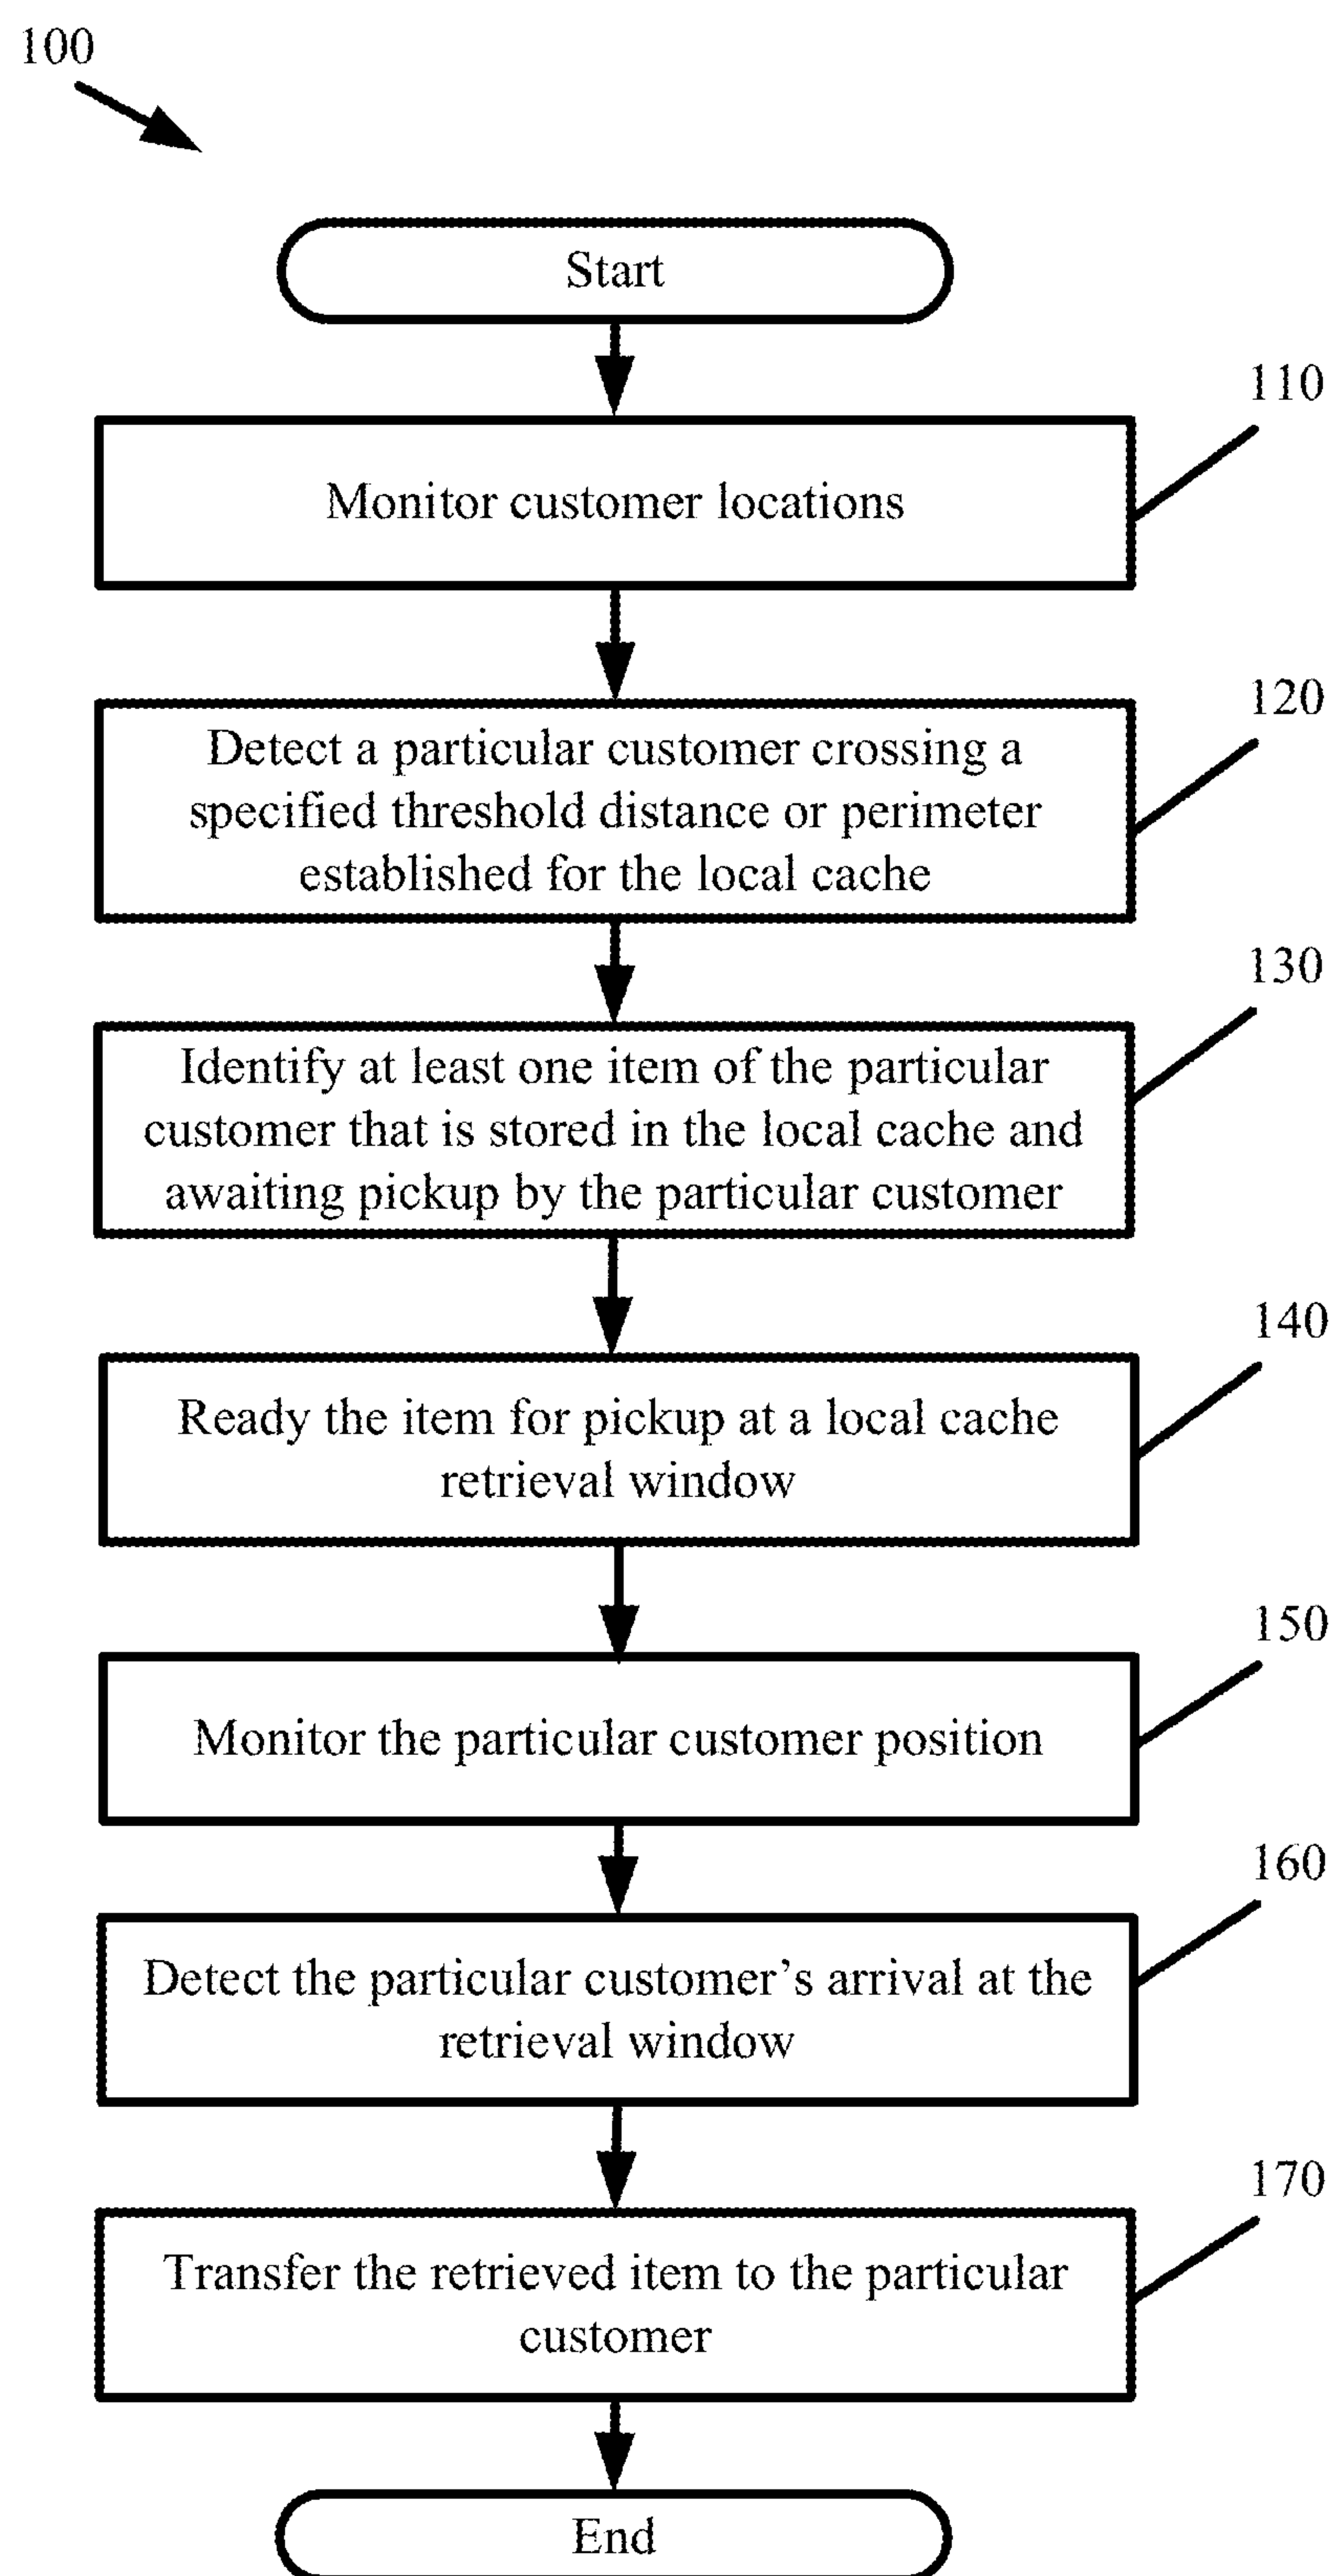 100
Start
110
Monitor customer locations
120
Detect a particular customer crossing a
specified threshold distance or perimeter
established for the local cache
130
Identify at least one item of the particular
customer that is stored in the local cache and
awaiting pickup by the particular customer
140
Ready the item for pickup at a local cache
retrieval window
150
Monitor the particular customer position
160
Detect the particular customer’s arrival at the
retrieval window
170
Transfer the retrieved item to the particular
customer
End